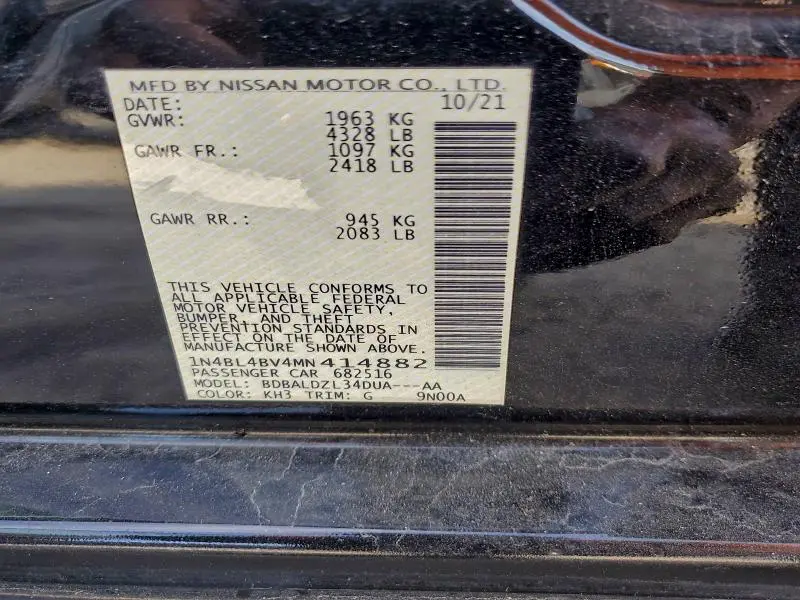 MFD BY NISSAN MOTOR CO., LTD.
DATE: 10/21
GVWR: 1963 KG
4328 LB
GAWR FR.: 1097 KG
2418 LB
GAWR RR.: 945 KG
2083 LB
THIS VEHICLE CONFORMS TO
ALL APPLICABLE FEDERAL
MOTOR VEHICLE SAFETY,
BUMPER, AND THEFT
PREVENTION STANDARDS IN
EFFECT ON THE DATE OF
MANUFACTURE SHOWN ABOVE.
1N4BL4BV4MN414882
PASSENGER CAR 682516
MODEL: BDBALDZL34DUA---AA
COLOR: KH3 TRIM: G 9N00A